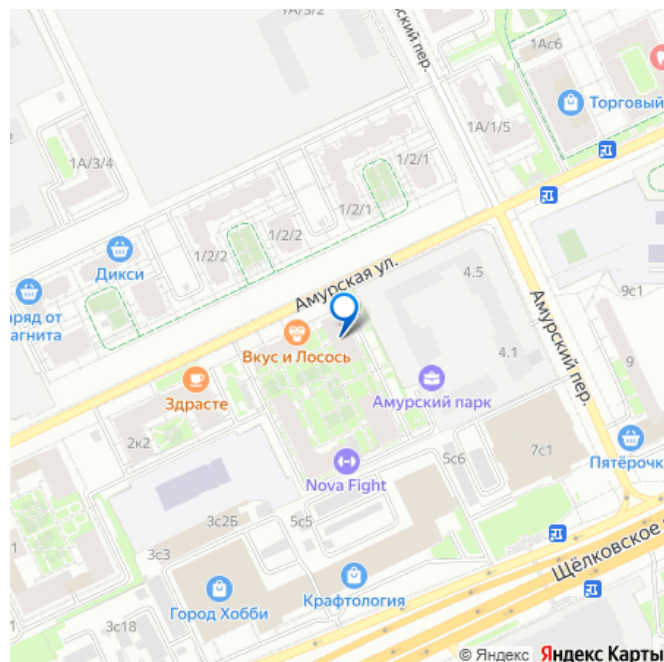 1А/3/2
урский пер.
1Ас6
Торговый
1А/1/5
1А/3/4
1/2/1
1/2/1
1/2/2
1/2/2
Дикси
Амурская ул.
4.5
9с1
ряд от
агнита
Вкус и Лосось
4.1
Амурский пер.
9
Здрасте
Амурский парк
2к2
7с1
Пятёрочк
5с6
Nova Fight
3с2Б
5с5
3с3
Щёлковское
Город Хобби
Крафтология
3с18
© Яндекс Яндекс Карты